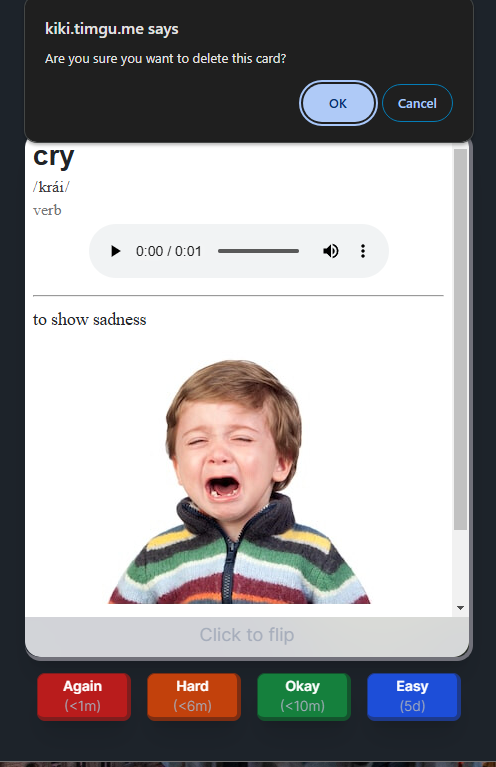 kiki.timgu.me says
Are you sure you want to delete this card?
OK
Cancel
cry
/krái/
verb
0:00 / 0:01
to show sadness
Click to flip
Again
(<1m)
Hard
(<6m)
Okay
(<10m)
Easy
(5d)